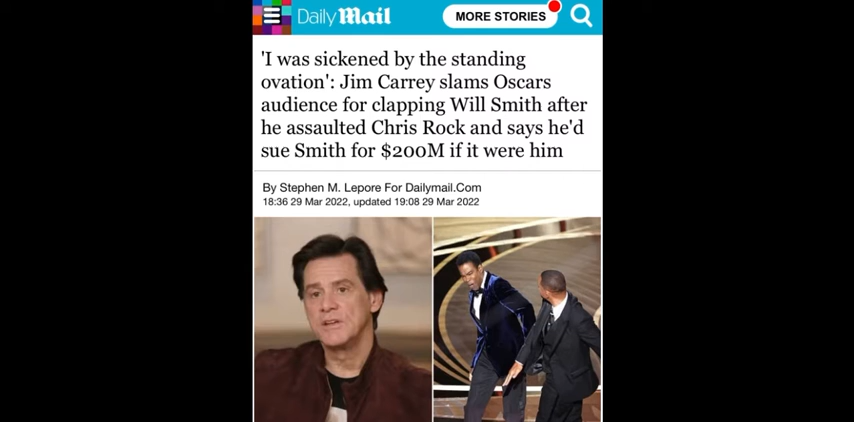 Daily Mail
MORE STORIES
'I was sickened by the standing
ovation': Jim Carrey slams Oscars
audience for clapping Will Smith after
he assaulted Chris Rock and says he'd
sue Smith for $200M if it were him
By Stephen M. Lepore For Dailymail.Com
18:36 29 Mar 2022, updated 19:08 29 Mar 2022